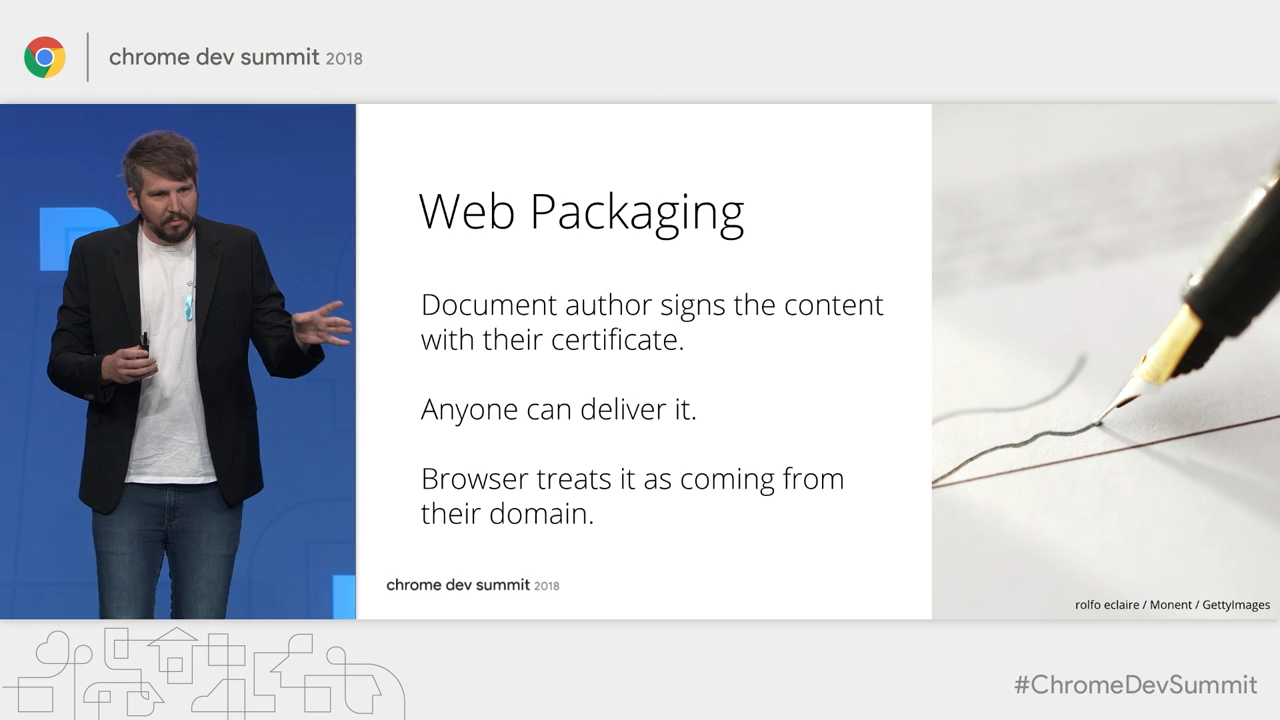 chrome dev summit 2018
Web Packaging
Document author signs the content
with their certificate.
Anyone can deliver it.
Browser treats it as coming from
their domain.
chrome dev summit 2018
rolfo eclaire / Monent / GettyImages
#ChromeDevSummit